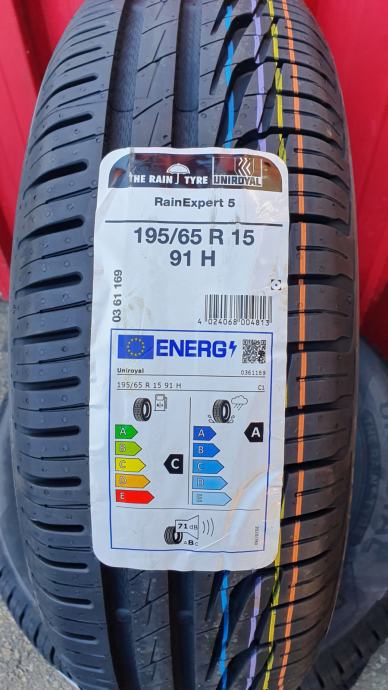 THE RAIN TYRE UNIROYAL
RainExpert 5
195/65 R 15
91 H
03 61 169
4 024068 004813
ENERG
Uniroyal
0361169
195/65 R 15 91 H
C1
A
B
C
D
E
C
A
B
C
D
A
71 dB
A B C